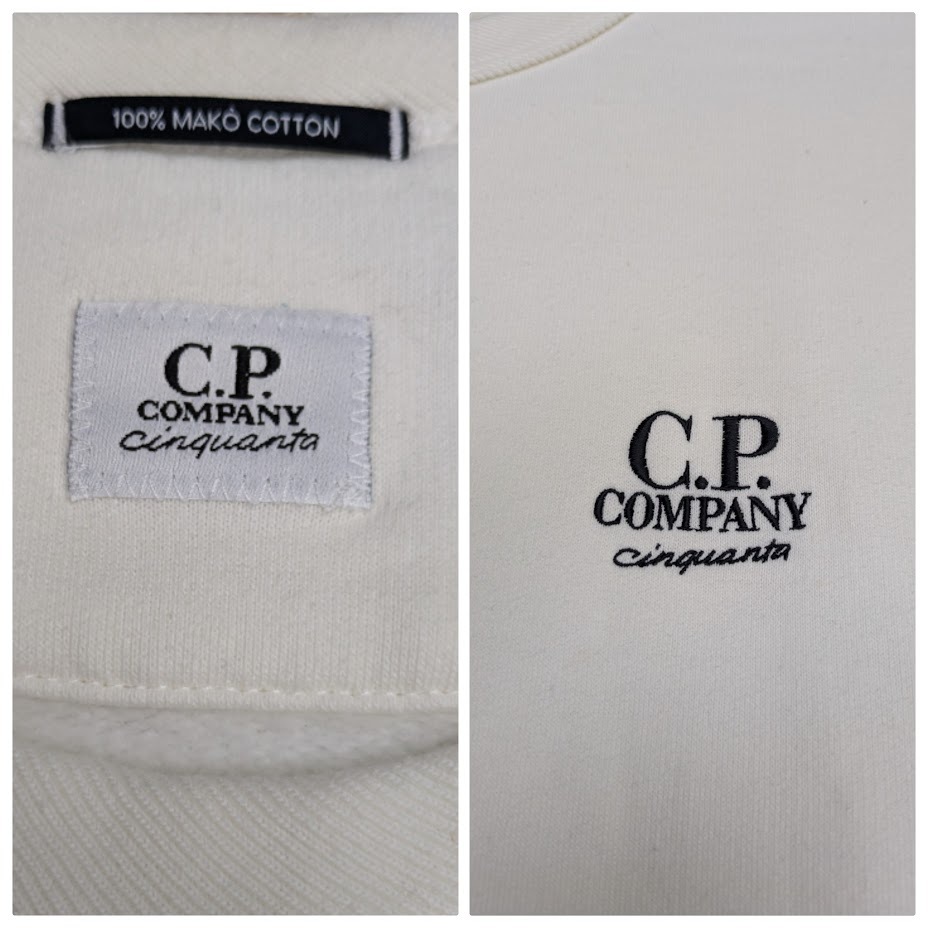 100% MAKÒ COTTON
C.P.
COMPANY
cinquanta
C.P.
COMPANY
cinquanta